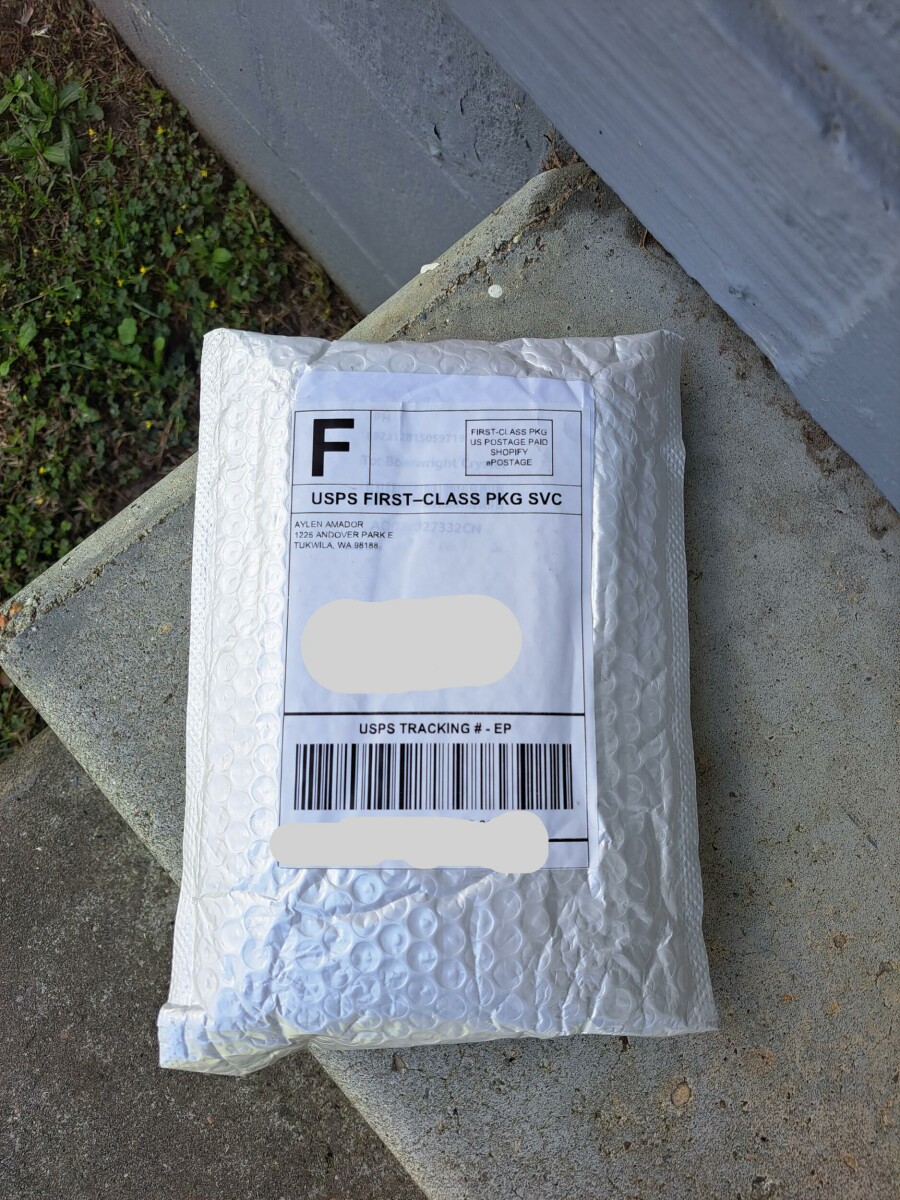 F
FIRST-CLASS PKG
US POSTAGE PAID
SHOPIFY
ePOSTAGE
USPS FIRST–CLASS PKG SVC
AYLEN AMADOR
1225 ANDOVER PARK E
TUKWILA, WA 98188
USPS TRACKING # - EP